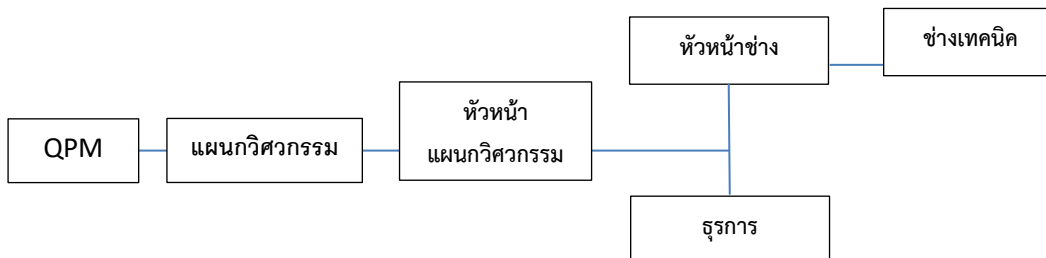 หัวหน้าช่าง
ช่างเทคนิค
QPM
แผนกวิศวกรรม
หัวหน้า
แผนกวิศวกรรม
ธุรการ